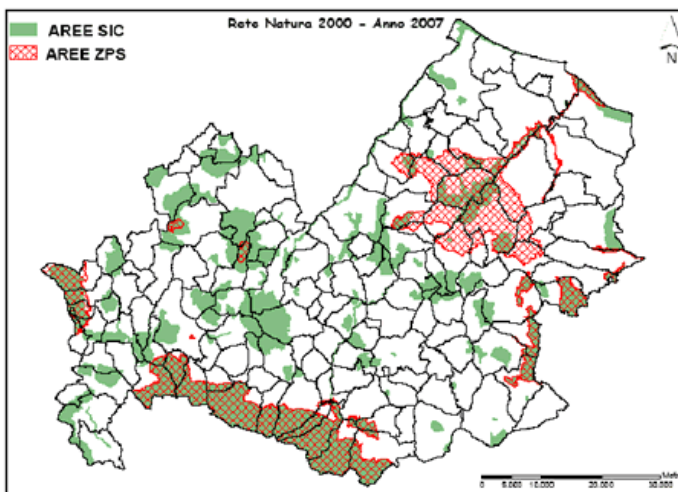 Rete Natura 2000 - Anno 2007
AREE SIC
AREE ZPS
N
0 5.000 10.000 20.000 30.000